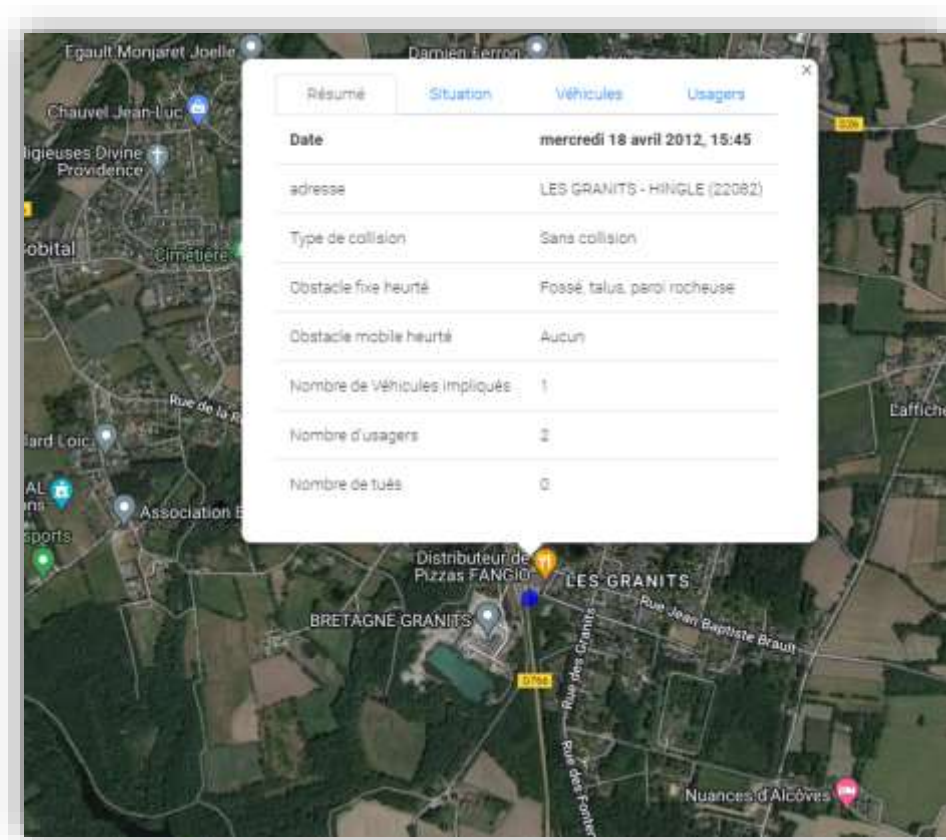 Egault Monjaret Joelle
Damien Ferron
Chauvel Jean-Luc
igieuses Divine
Providence
D26
obital
Cimetière
Rue de la
ard Loic
AL
ns
Association
sports
Laffiche
×
Résumé Situation Véhicules Usagers
Date mercredi 18 avril 2012, 15:45
adresse LES GRANITS - HINGLE (22082)
Type de collision Sans collision
Obstacle fixe heurté Fossé, talus, paroi rocheuse
Obstacle mobile heurté Aucun
Nombre de Véhicules impliqués 1
Nombre d'usagers 2
Nombre de tués 0
Distributeur de
Pizzas FANGIO
LES GRANITS
BRETAGNE GRANITS
Rue Jean Baptiste Brault
Rue des Granits
D766
Rue des Fonten
Nuances d'Alcôves